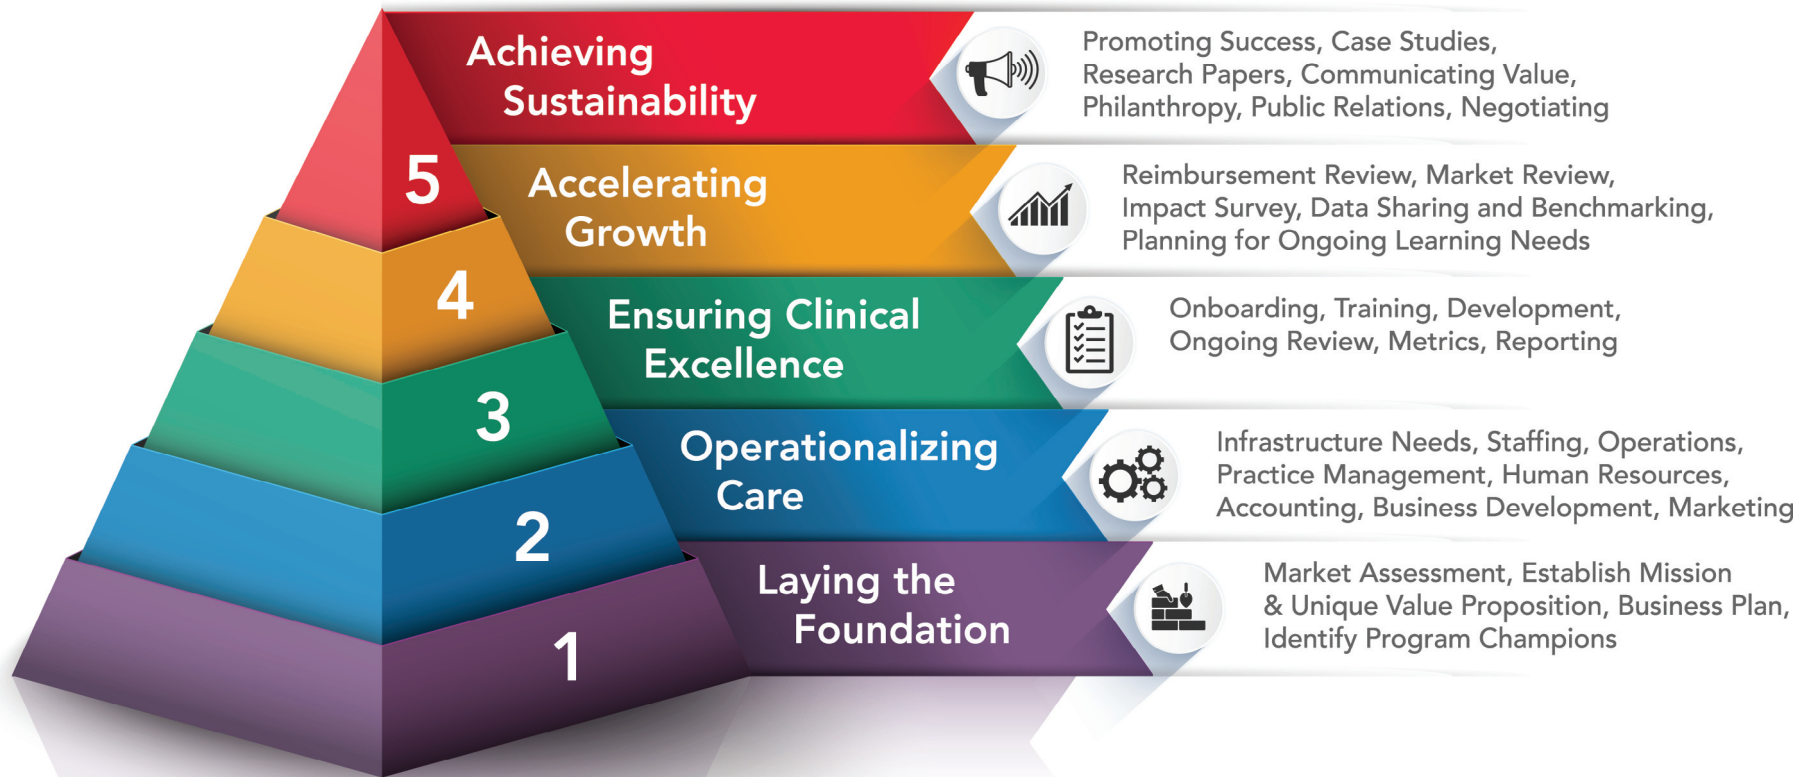 Achieving
Sustainability
Promoting Success, Case Studies,
Research Papers, Communicating Value,
Philanthropy, Public Relations, Negotiating
5
Accelerating
Growth
Reimbursement Review, Market Review,
Impact Survey, Data Sharing and Benchmarking,
Planning for Ongoing Learning Needs
4
Ensuring Clinical
Excellence
Onboarding, Training, Development,
Ongoing Review, Metrics, Reporting
3
Operationalizing
Care
Infrastructure Needs, Staffing, Operations,
Practice Management, Human Resources,
Accounting, Business Development, Marketing
2
Laying the
Foundation
Market Assessment, Establish Mission
& Unique Value Proposition, Business Plan,
Identify Program Champions
1